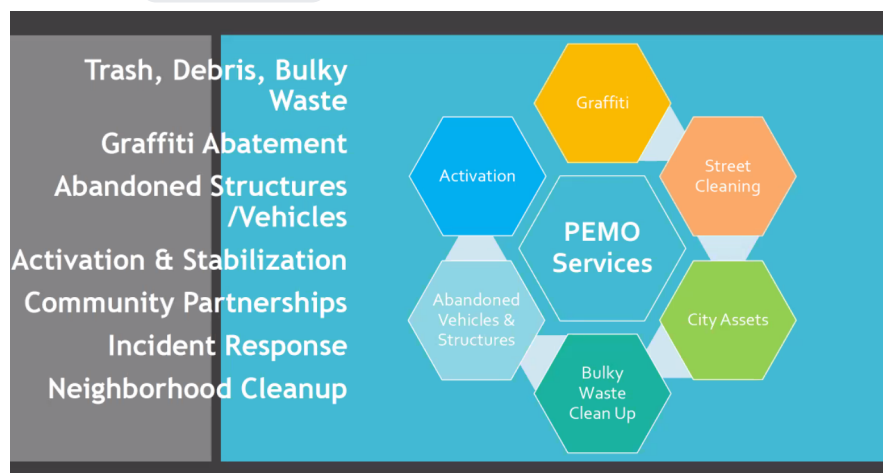 Trash, Debris, Bulky
Waste
Graffiti Abatement
Abandoned Structures
/Vehicles
Activation & Stabilization
Community Partnerships
Incident Response
Neighborhood Cleanup
Graffiti
Street
Cleaning
City Assets
Bulky
Waste
Clean Up
Abandoned
Vehicles &
Structures
Activation
PEMO
Services